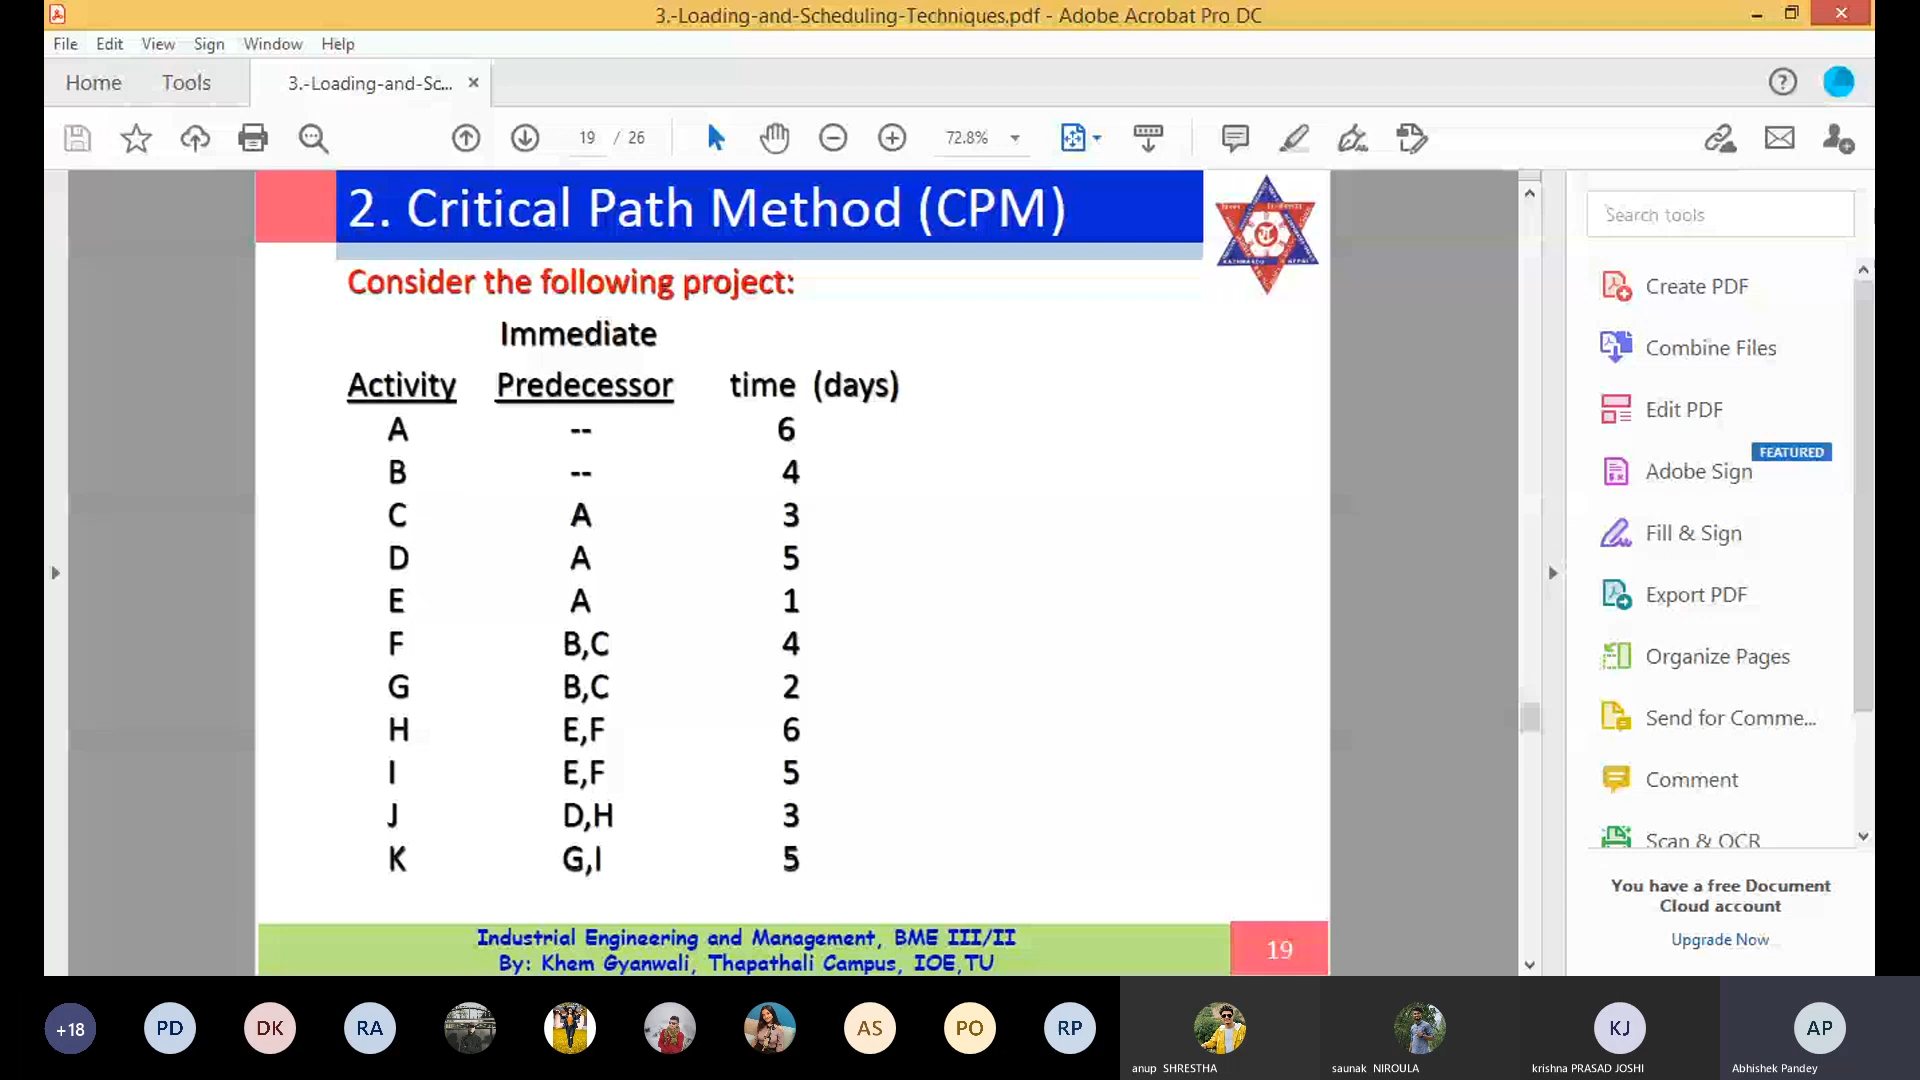 3.-Loading-and-Scheduling-Techniques.pdf - Adobe Acrobat Pro DC
File Edit View Sign Window Help
Home Tools 3.-Loading-and-Sc... ×
19 / 26 72.8%
2. Critical Path Method (CPM)
Consider the following project:
Immediate
Activity Predecessor time (days)
A -- 6
B -- 4
C A 3
D A 5
E A 1
F B,C 4
G B,C 2
H E,F 6
I E,F 5
J D,H 3
K G,I 5
Industrial Engineering and Management, BME III/II
By: Khem Gyanwali, Thapathali Campus, IOE,TU
19
Search tools
Create PDF
Combine Files
Edit PDF
FEATURED
Adobe Sign
Fill & Sign
Export PDF
Organize Pages
Send for Comme...
Comment
Scan & OCR
You have a free Document
Cloud account
Upgrade Now
+18 PD DK RA AS PO RP KJ AP
anup SHRESTHA saunak NIROULA krishna PRASAD JOSHI Abhishek Pandey